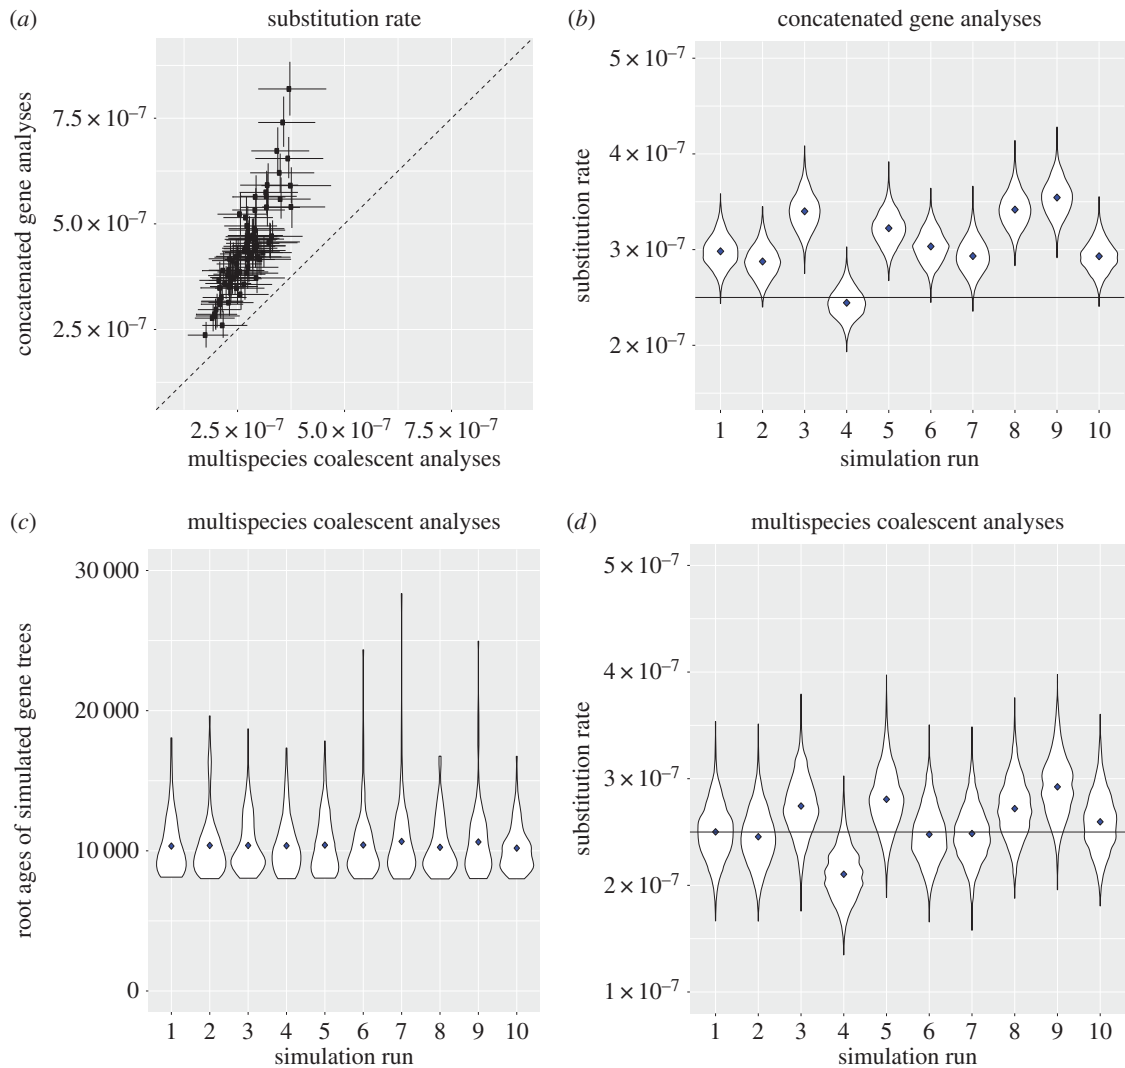 (a) substitution rate
concatenated gene analyses
7.5 × 10⁻⁷
5.0 × 10⁻⁷
2.5 × 10⁻⁷
2.5 × 10⁻⁷ 5.0 × 10⁻⁷ 7.5 × 10⁻⁷
multispecies coalescent analyses
(b) concatenated gene analyses
substitution rate
5 × 10⁻⁷
4 × 10⁻⁷
3 × 10⁻⁷
2 × 10⁻⁷
1 2 3 4 5 6 7 8 9 10
simulation run
(c) multispecies coalescent analyses
root ages of simulated gene trees
30 000
20 000
10 000
0
1 2 3 4 5 6 7 8 9 10
simulation run
(d) multispecies coalescent analyses
substitution rate
5 × 10⁻⁷
4 × 10⁻⁷
3 × 10⁻⁷
2 × 10⁻⁷
1 × 10⁻⁷
1 2 3 4 5 6 7 8 9 10
simulation run